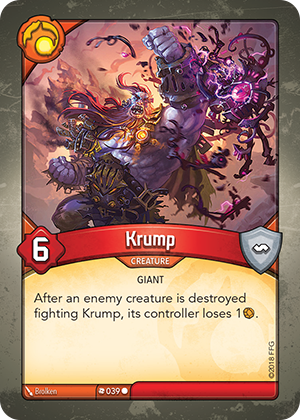 Krump
CREATURE
6
GIANT
After an enemy creature is destroyed
fighting Krump, its controller loses 1.
Brolken
039
©2018 FFG